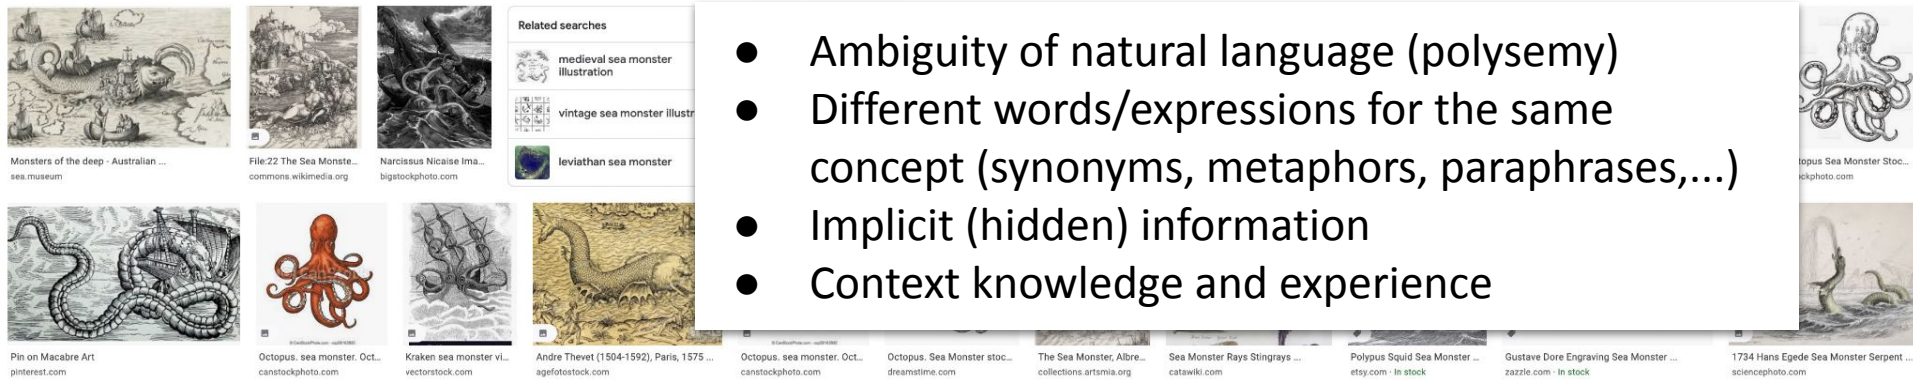 Related searches
medieval sea monster
illustration
vintage sea monster illustr
leviathan sea monster
● Ambiguity of natural language (polysemy)
● Different words/expressions for the same
concept (synonyms, metaphors, paraphrases,...)
● Implicit (hidden) information
● Context knowledge and experience
Monsters of the deep - Australian ...
sea.museum
File:22 The Sea Monste...
commons.wikimedia.org
Narcissus Nicaise Ima...
bigstockphoto.com
topus Sea Monster Stoc...
ckphoto.com
Pin on Macabre Art
pinterest.com
Octopus. sea monster. Oct...
canstockphoto.com
Kraken sea monster vi...
vectorstock.com
Andre Thevet (1504-1592), Paris, 1575 ...
agefotostock.com
Octopus. sea monster. Oct...
canstockphoto.com
Octopus. Sea Monster stoc...
dreamstime.com
The Sea Monster, Albre...
collections.artsmia.org
Sea Monster Rays Stingrays ...
catawiki.com
Polypus Squid Sea Monster ...
etsy.com · In stock
Gustave Dore Engraving Sea Monster ...
zazzle.com · In stock
1734 Hans Egede Sea Monster Serpent ...
sciencephoto.com